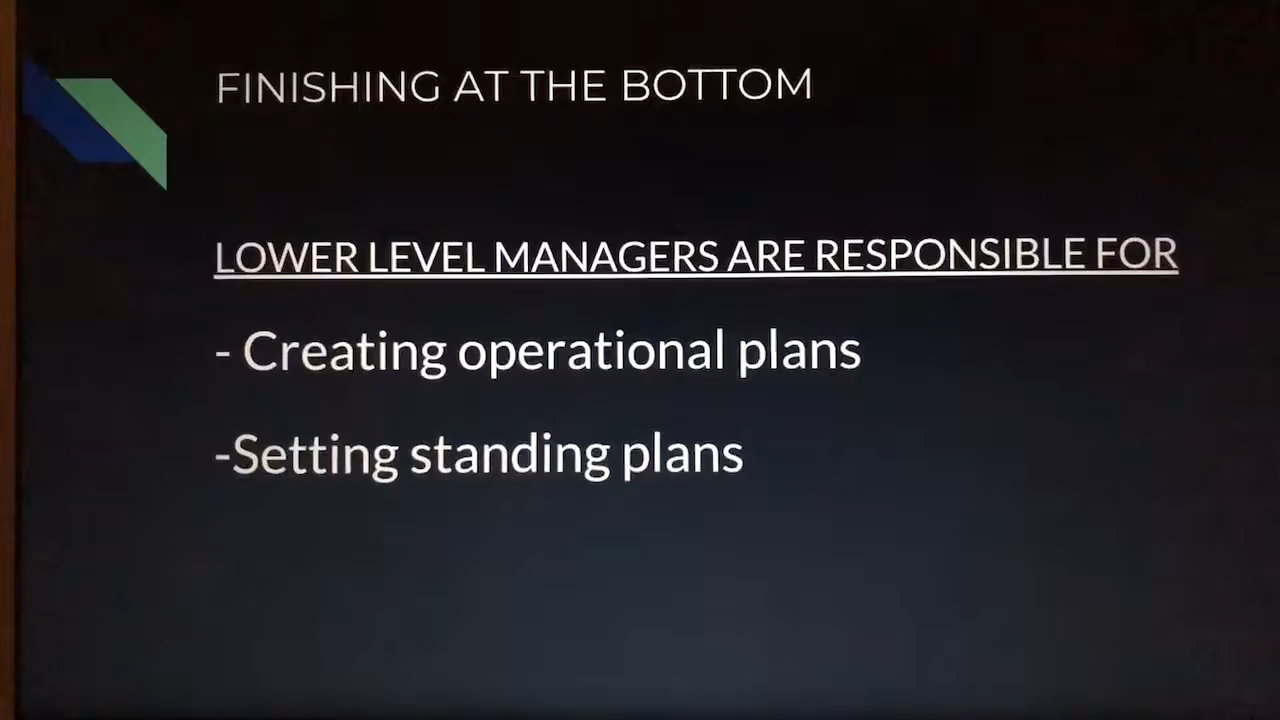 FINISHING AT THE BOTTOM
LOWER LEVEL MANAGERS ARE RESPONSIBLE FOR
- Creating operational plans
-Setting standing plans